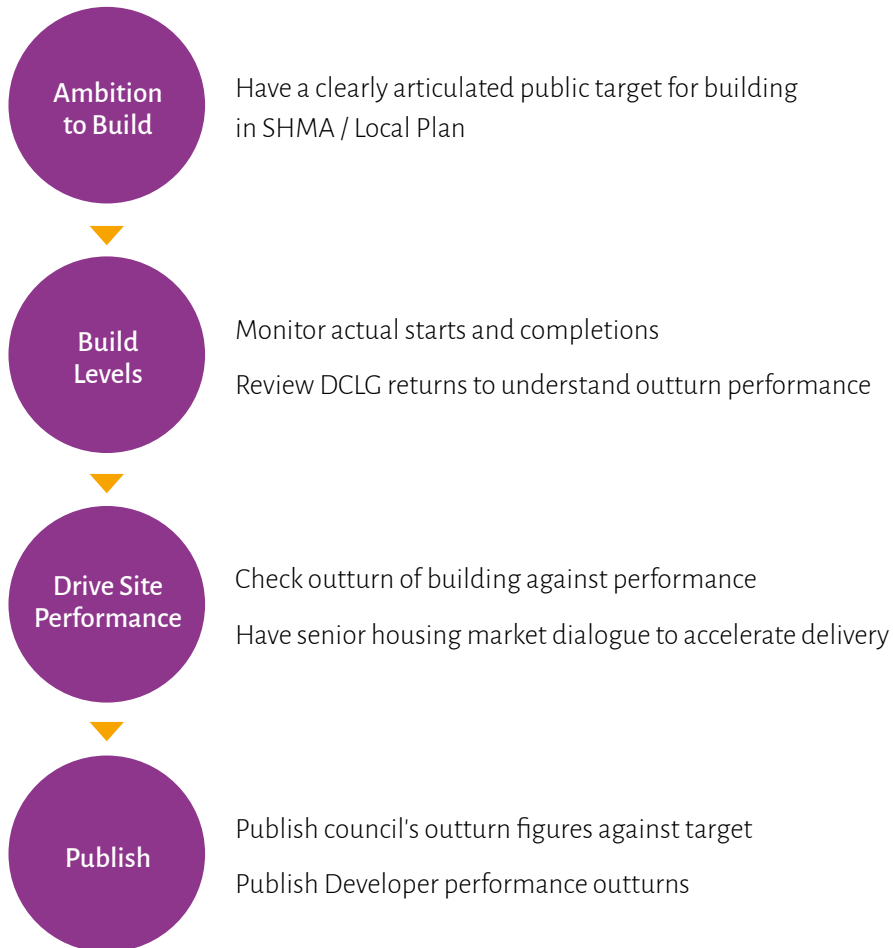 Ambition
to Build
Have a clearly articulated public target for building
in SHMA / Local Plan
Build
Levels
Monitor actual starts and completions
Review DCLG returns to understand outturn performance
Drive Site
Performance
Check outturn of building against performance
Have senior housing market dialogue to accelerate delivery
Publish
Publish council's outturn figures against target
Publish Developer performance outturns